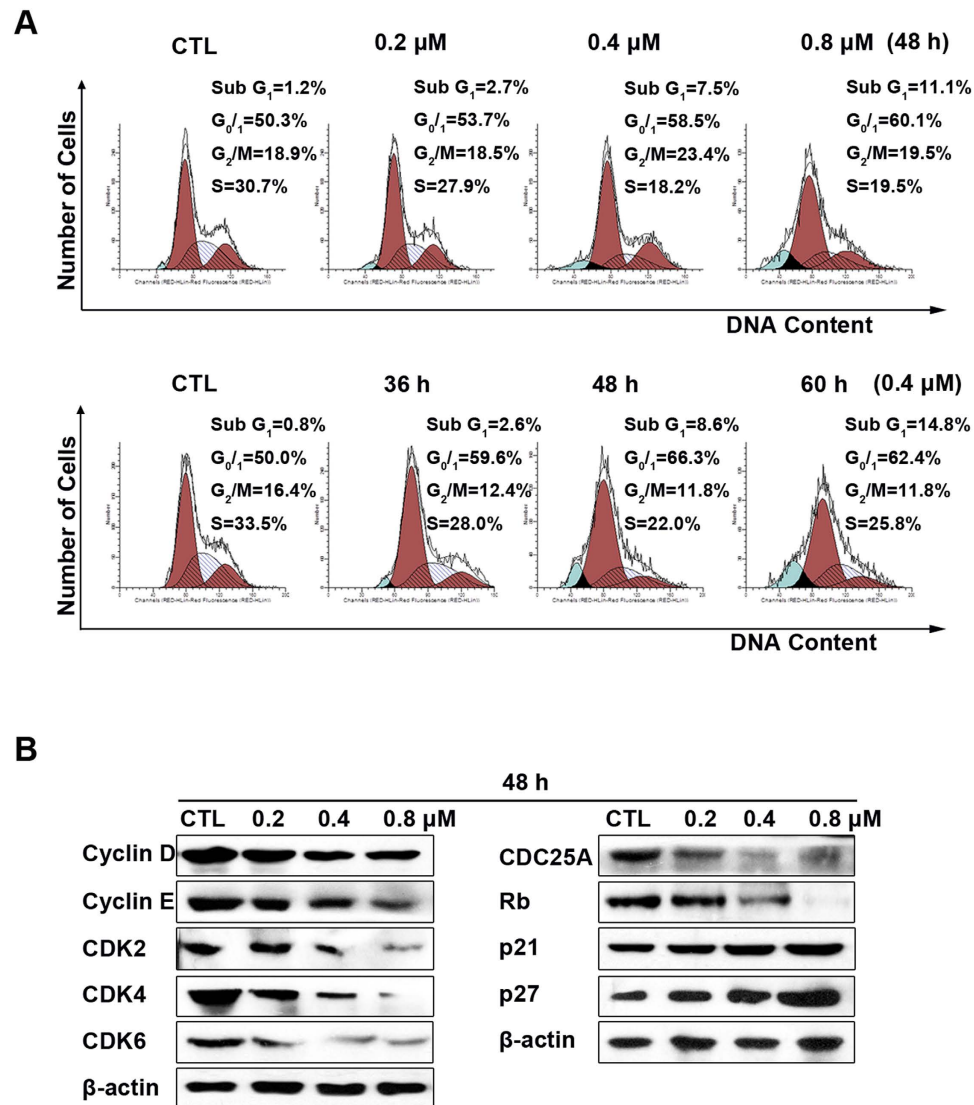 A
CTL 0.2 µM 0.4 µM 0.8 µM (48 h)
Sub G1=1.2% Sub G1=2.7% Sub G1=7.5% Sub G1=11.1%
G0/1=50.3% G0/1=53.7% G0/1=58.5% G0/1=60.1%
G2/M=18.9% G2/M=18.5% G2/M=23.4% G2/M=19.5%
S=30.7% S=27.9% S=18.2% S=19.5%
Number of Cells
DNA Content
CTL 36 h 48 h 60 h (0.4 µM)
Sub G1=0.8% Sub G1=2.6% Sub G1=8.6% Sub G1=14.8%
G0/1=50.0% G0/1=59.6% G0/1=66.3% G0/1=62.4%
G2/M=16.4% G2/M=12.4% G2/M=11.8% G2/M=11.8%
S=33.5% S=28.0% S=22.0% S=25.8%
Number of Cells
DNA Content
B
48 h
CTL 0.2 0.4 0.8 µM
Cyclin D
Cyclin E
CDK2
CDK4
CDK6
β-actin
CTL 0.2 0.4 0.8 µM
CDC25A
Rb
p21
p27
β-actin